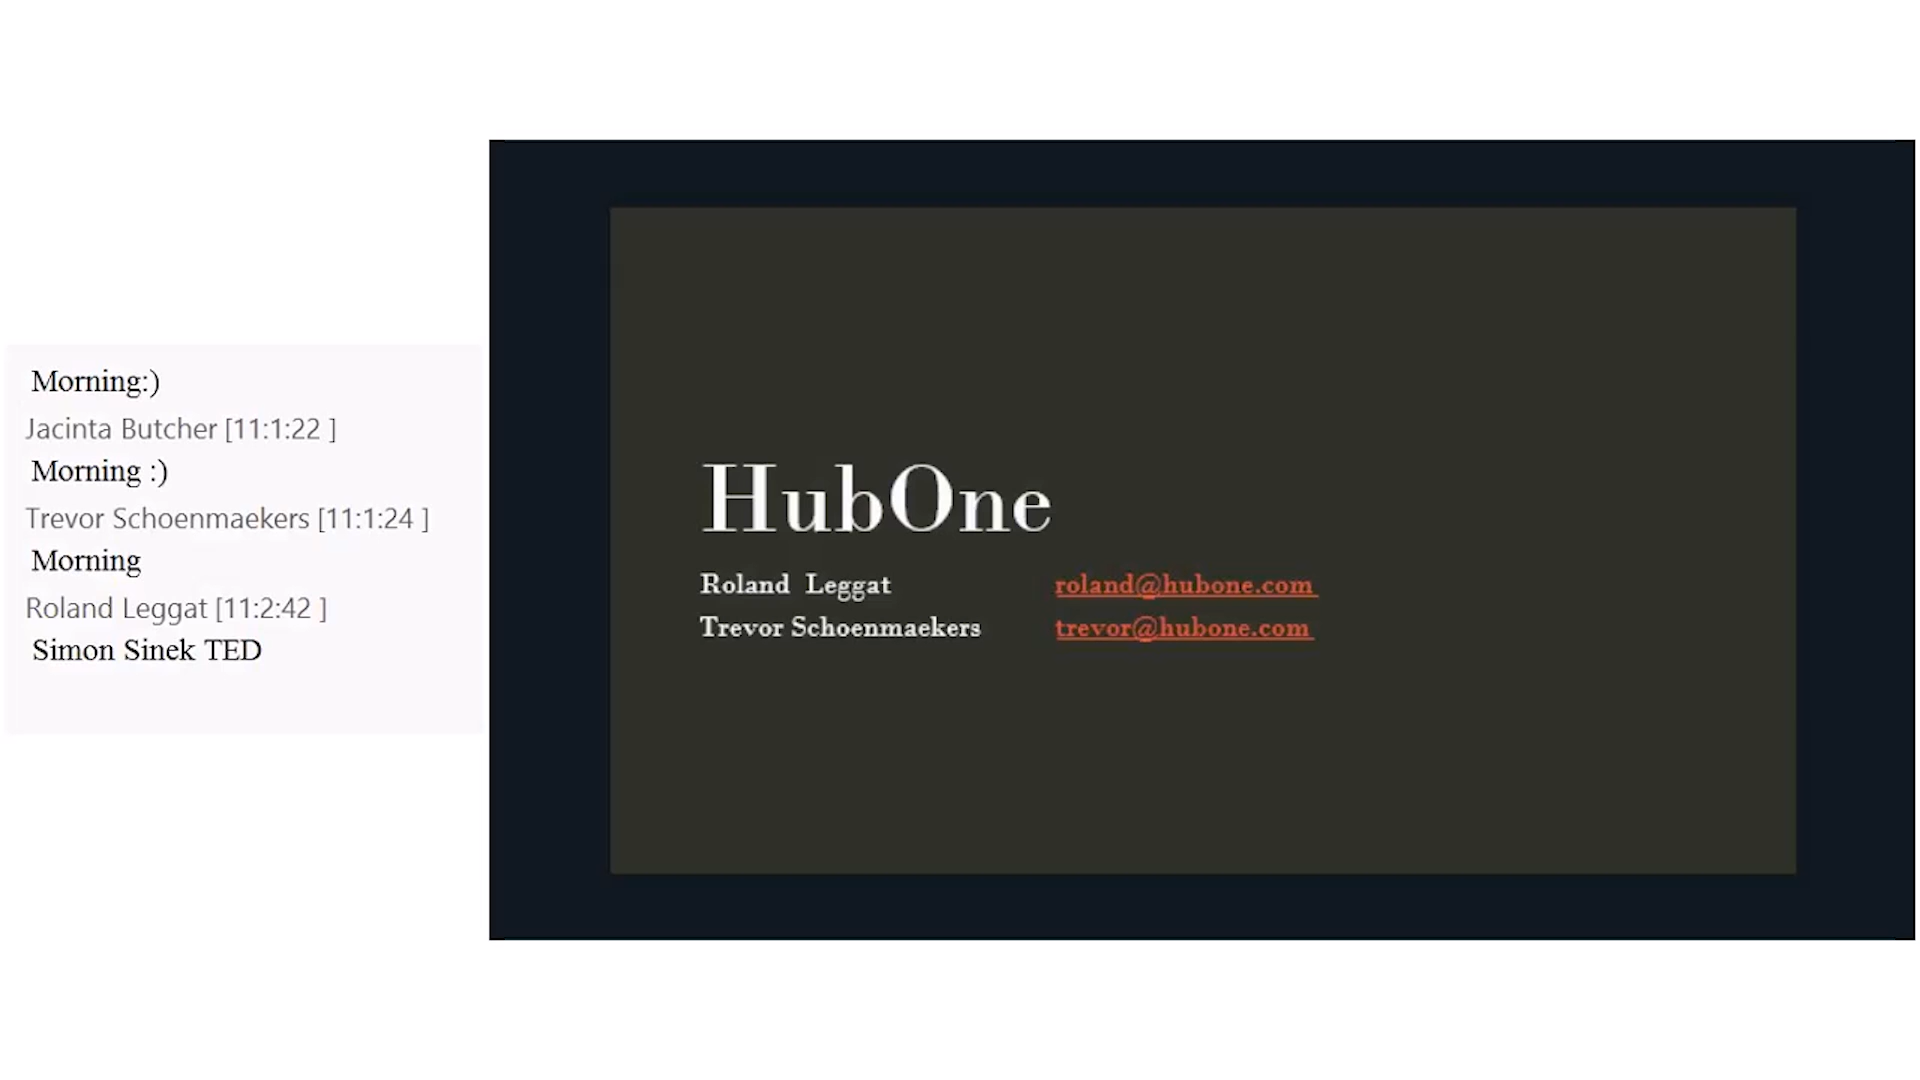 Morning:)
Jacinta Butcher [11:1:22 ]
Morning :)
Trevor Schoenmaekers [11:1:24 ]
Morning
Roland Leggat [11:2:42 ]
Simon Sinek TED
HubOne
Roland Leggat roland@hubone.com
Trevor Schoenmaekers trevor@hubone.com